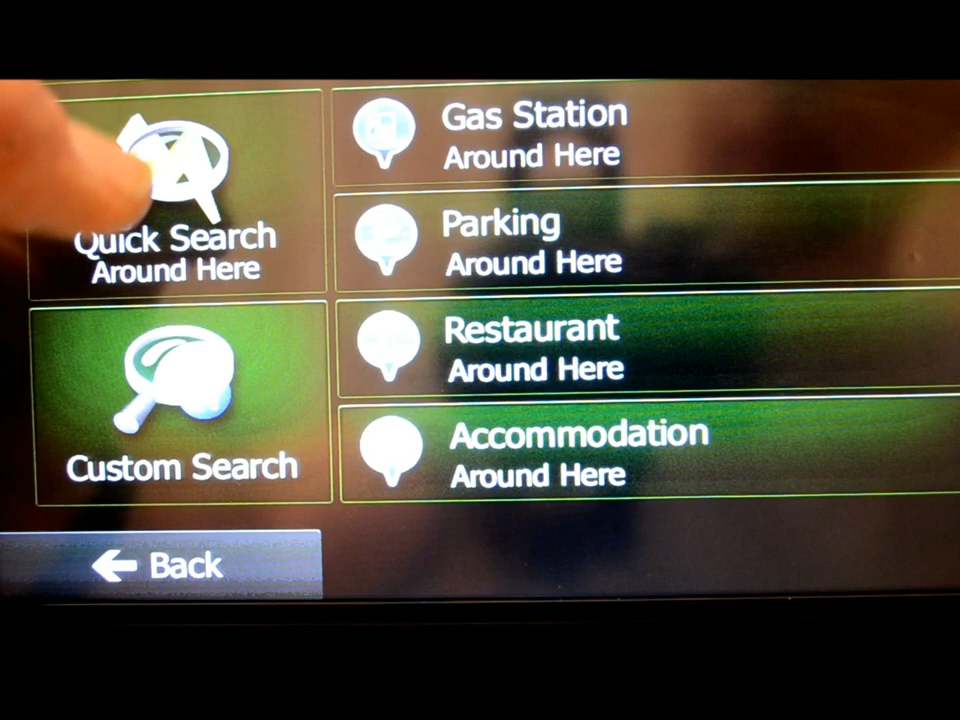 Quick Search
Around Here
Custom Search
Gas Station
Around Here
Parking
Around Here
Restaurant
Around Here
Accommodation
Around Here
Back